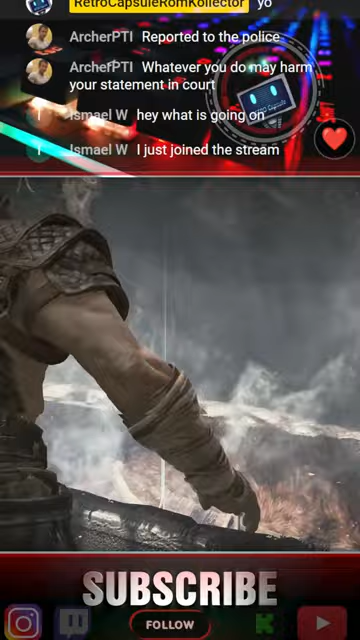 RetroCapsuleRomKollector yo
ArcherPTI Reported to the police
ArcherPTI Whatever you do may harm
your statement in court
Ismael W hey what is going on
Ismael W I just joined the stream
SUBSCRIBE
FOLLOW